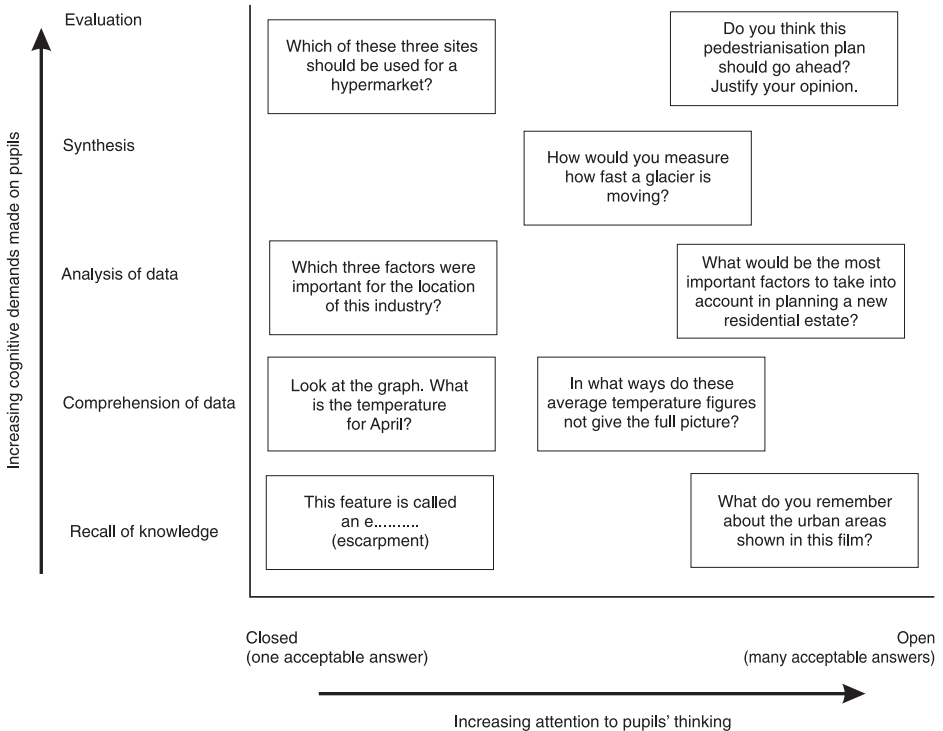 Evaluation
Which of these three sites
should be used for a
hypermarket?
Do you think this
pedestrianisation plan
should go ahead?
Justify your opinion.
Synthesis
How would you measure
how fast a glacier is
moving?
Analysis of data
Which three factors were
important for the location
of this industry?
What would be the most
important factors to take into
account in planning a new
residential estate?
Comprehension of data
Look at the graph. What
is the temperature
for April?
In what ways do these
average temperature figures
not give the full picture?
Recall of knowledge
This feature is called
an e..........
(escarpment)
What do you remember
about the urban areas
shown in this film?
Increasing cognitive demands made on pupils
Closed
(one acceptable answer)
Open
(many acceptable answers)
Increasing attention to pupils' thinking